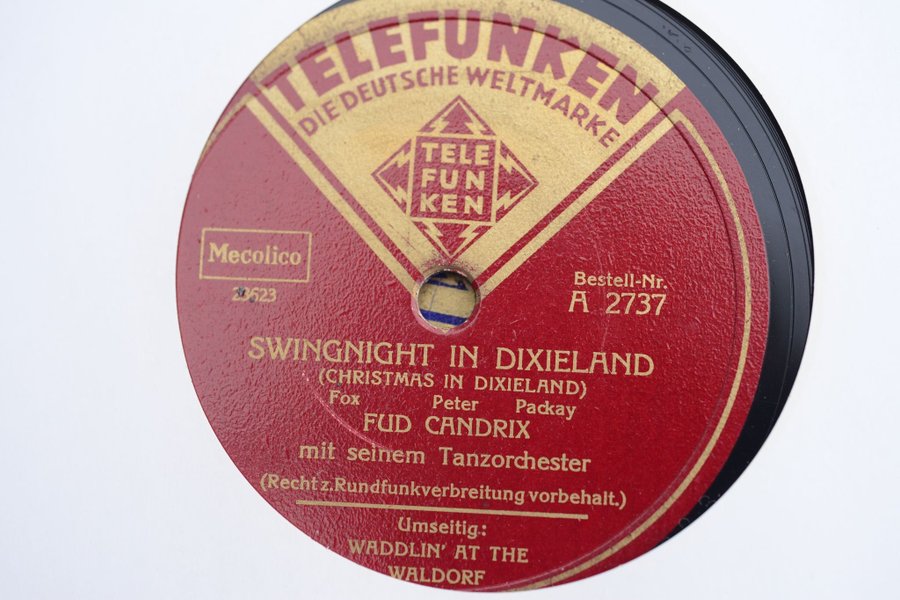 TELEFUNKEN
DIE DEUTSCHE WELTMARKE
TELE
FUN
KEN
Mecolico
Bestell-Nr.
A 2737
SWINGNIGHT IN DIXIELAND
(CHRISTMAS IN DIXIELAND)
Fox Peter Packay
FUD CANDRIX
mit seinem Tanzorchester
(Recht z. Rundfunkverbreitung vorbehalt.)
Umseitig:
WADDLIN' AT THE
WALDORF